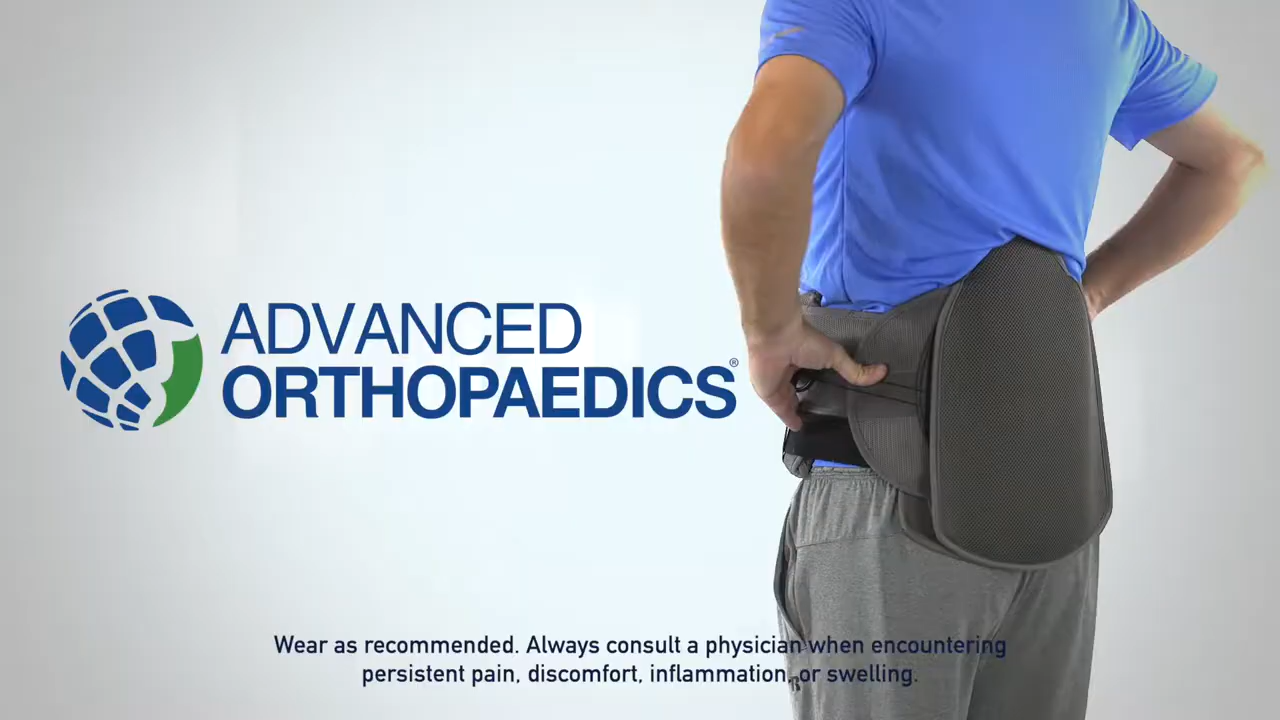 ADVANCED
ORTHOPAEDICS®
Wear as recommended. Always consult a physician when encountering
persistent pain, discomfort, inflammation, or swelling.